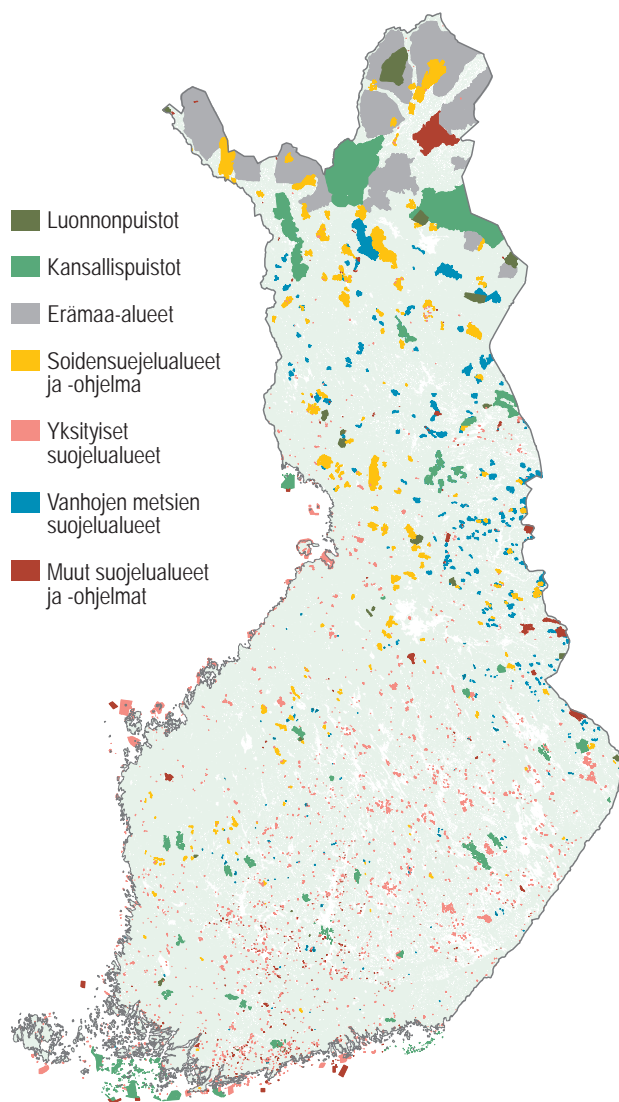 Luonnonpuistot
Kansallispuistot
Erämaa-alueet
Soidensuejelualueet
ja -ohjelma
Yksityiset
suojelualueet
Vanhojen metsien
suojelualueet
Muut suojelualueet
ja -ohjelmat